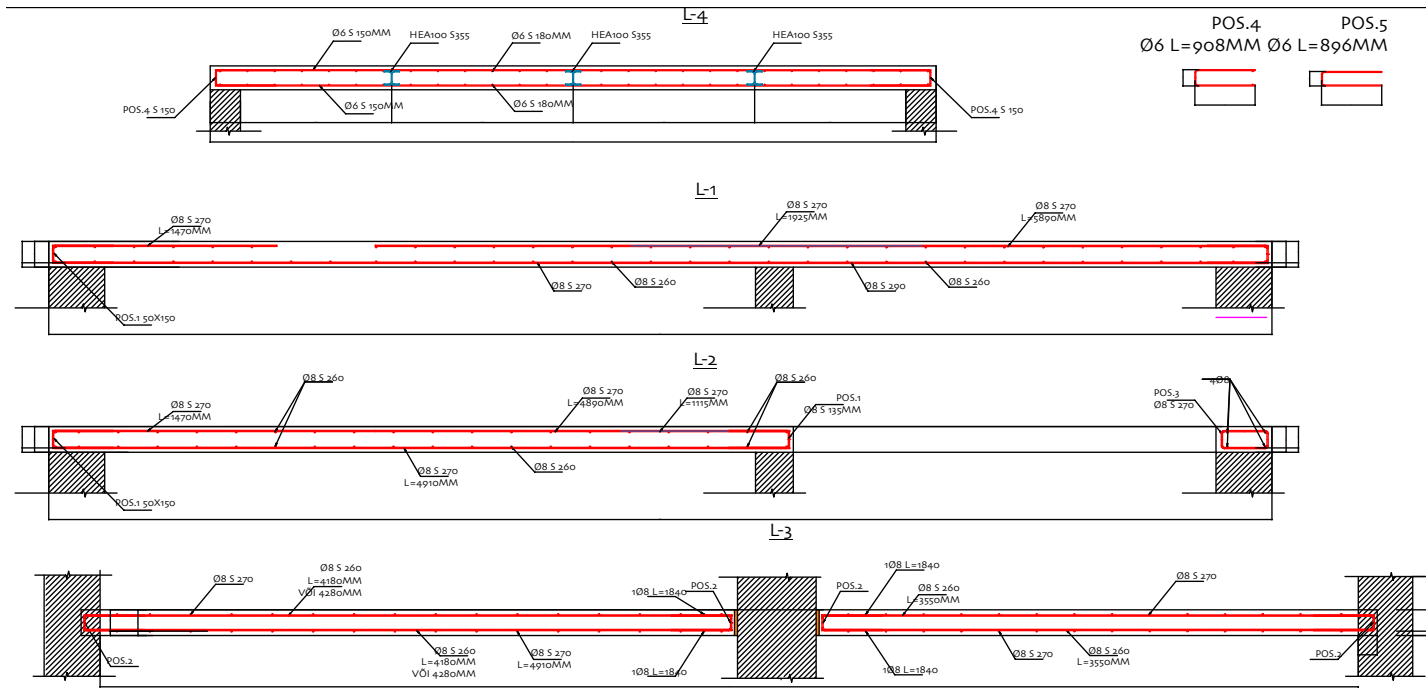 L-4
POS.4
POS.5
Ø6 L=908MM
Ø6 L=896MM
Ø6 S 150MM
HEA100 S355
Ø6 S 180MM
HEA100 S355
HEA100 S355
POS.4 S 150
Ø6 S 150MM
Ø6 S 180MM
POS.4 S 150
L-1
Ø8 S 270
L=1470MM
Ø8 S 270
L=1925MM
Ø8 S 270
L=5890MM
Ø8 S 270
Ø8 S 260
Ø8 S 290
Ø8 S 260
POS.1 50X150
L-2
Ø8 S 270
L=1470MM
Ø8 S 260
Ø8 S 270
L=4890MM
Ø8 S 270
L=1115MM
Ø8 S 260
POS.1
Ø8 S 135MM
POS.3
Ø8 S 270
4Ø8
Ø8 S 270
L=4910MM
Ø8 S 260
POS.1 50X150
L-3
Ø8 S 270
Ø8 S 260
L=4180MM
VÕI 4280MM
1Ø8 L=1840
POS.2
POS.2
1Ø8 L=1840
Ø8 S 260
L=3550MM
Ø8 S 270
POS.2
Ø8 S 260
L=4180MM
VÕI 4280MM
Ø8 S 270
L=4910MM
1Ø8 L=1840
1Ø8 L=1840
Ø8 S 270
Ø8 S 260
L=3550MM
POS.2